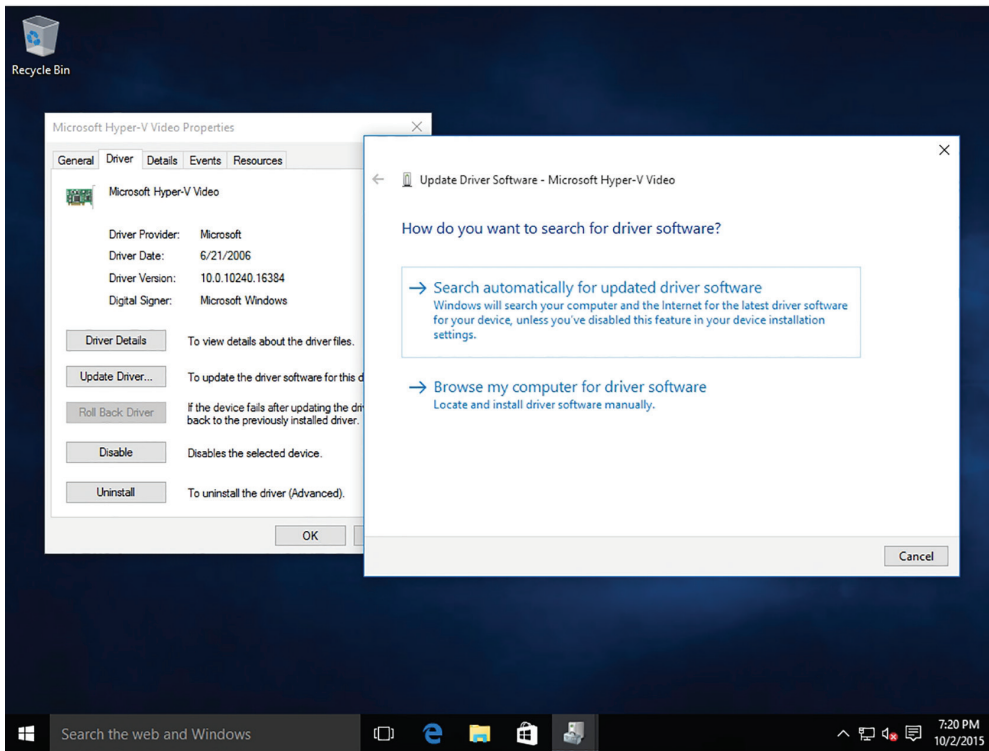 Recycle Bin
Microsoft Hyper-V Video Properties
General Driver Details Events Resources
Microsoft Hyper-V Video
Driver Provider: Microsoft
Driver Date: 6/21/2006
Driver Version: 10.0.10240.16384
Digital Signer: Microsoft Windows
Driver Details To view details about the driver files.
Update Driver... To update the driver software for this d
Roll Back Driver If the device fails after updating the dri
back to the previously installed driver.
Disable Disables the selected device.
Uninstall To uninstall the driver (Advanced).
OK
Update Driver Software - Microsoft Hyper-V Video
How do you want to search for driver software?
Search automatically for updated driver software
Windows will search your computer and the Internet for the latest driver software
for your device, unless you've disabled this feature in your device installation
settings.
Browse my computer for driver software
Locate and install driver software manually.
Cancel
Search the web and Windows
7:20 PM
10/2/2015